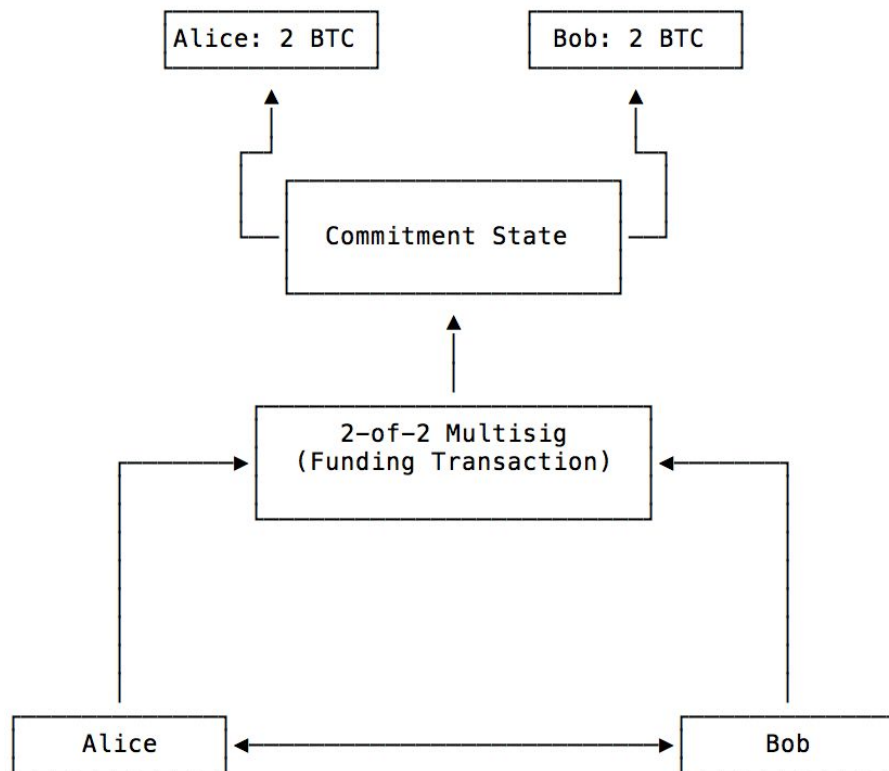 Alice: 2 BTC
Bob: 2 BTC
Commitment State
2-of-2 Multisig
(Funding Transaction)
Alice
Bob